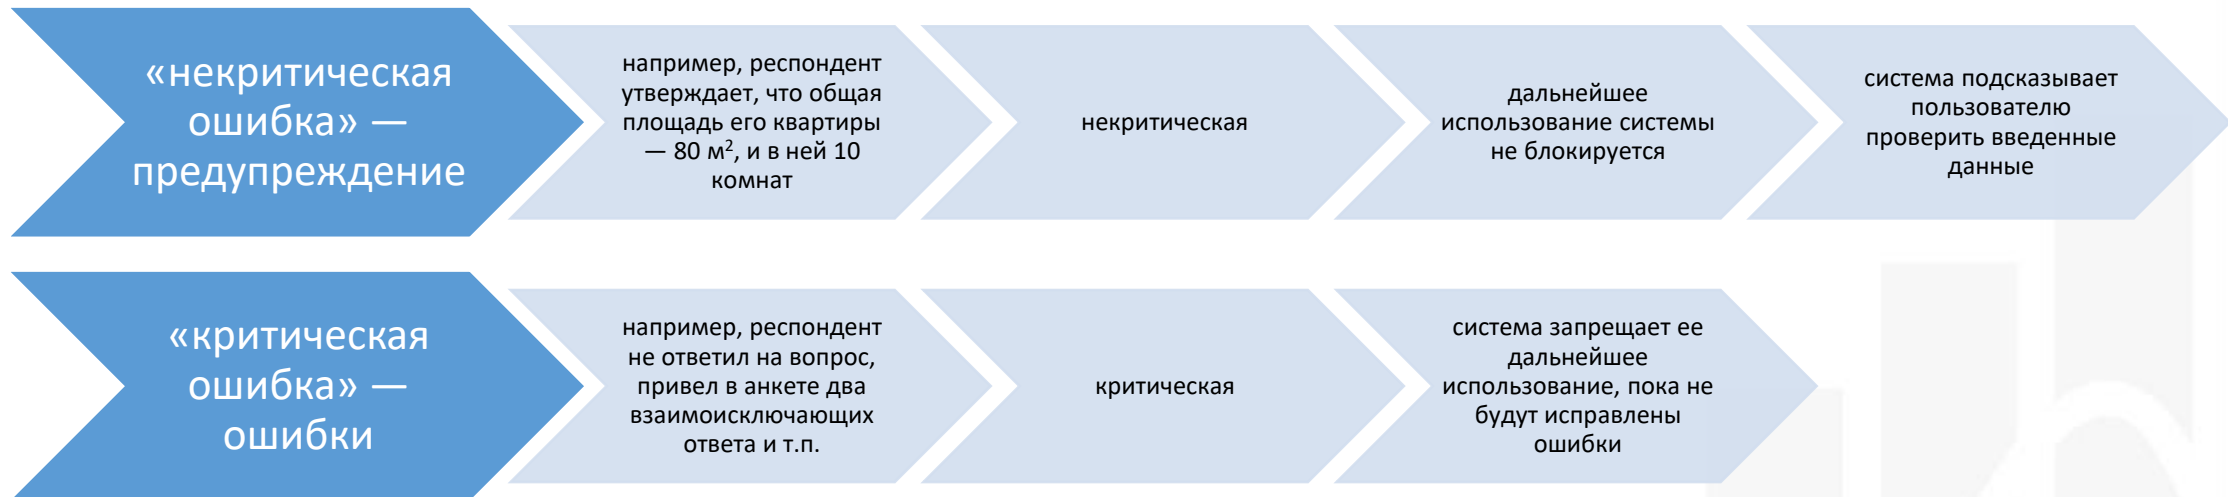 «некритическая
ошибка» —
предупреждение
например, респондент
утверждает, что общая
площадь его квартиры
— 80 м², и в ней 10
комнат
некритическая
дальнейшее
использование системы
не блокируется
система подсказывает
пользователю
проверить введенные
данные
«критическая
ошибка» —
ошибки
например, респондент
не ответил на вопрос,
привел в анкете два
взаимоисключающих
ответа и т.п.
критическая
система запрещает ее
дальнейшее
использование, пока не
будут исправлены
ошибки